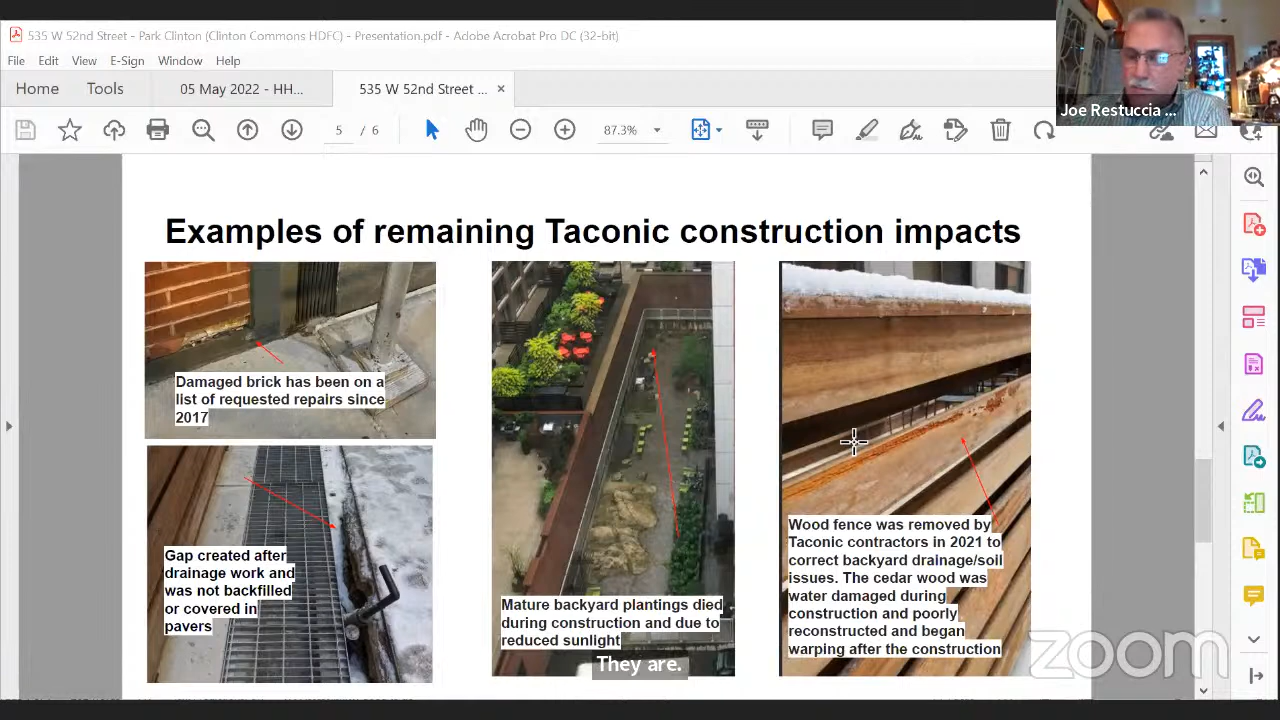 535 W 52nd Street - Park Clinton (Clinton Commons HDFC) - Presentation.pdf - Adobe Acrobat Pro DC (32-bit)
File Edit View E-Sign Window Help
Home Tools 05 May 2022 - HH... 535 W 52nd Street ... ×
5 / 6 87.3%
Joe Restuccia ...
Examples of remaining Taconic construction impacts
Damaged brick has been on a
list of requested repairs since
2017
Gap created after
drainage work and
was not backfilled
or covered in
pavers
Mature backyard plantings died
during construction and due to
reduced sunlight
Wood fence was removed by
Taconic contractors in 2021 to
correct backyard drainage/soil
issues. The cedar wood was
water damaged during
construction and poorly
reconstructed and began
warping after the construction
They are.
zoom